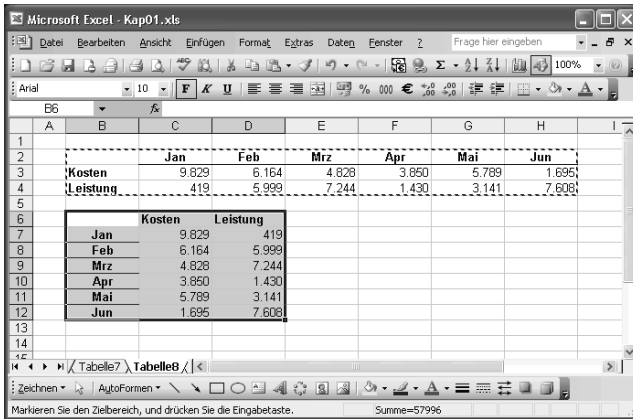 Microsoft Excel - Kap01.xls
Datei Bearbeiten Ansicht Einfügen Format Extras Daten Fenster ? Frage hier eingeben
100%
Arial 10 F K U % 000 €
B6 fx
A B C D E F G H I
1
2 Jan Feb Mrz Apr Mai Jun
3 Kosten 9.829 6.164 4.828 3.850 5.789 1.695
4 Leistung 419 5.999 7.244 1.430 3.141 7.608
5
6 Kosten Leistung
7 Jan 9.829 419
8 Feb 6.164 5.999
9 Mrz 4.828 7.244
10 Apr 3.850 1.430
11 Mai 5.789 3.141
12 Jun 1.695 7.608
13
14
15
Tabelle7 Tabelle8
Zeichnen AutoFormen
Markieren Sie den Zielbereich, und drücken Sie die Eingabetaste. Summe=57996